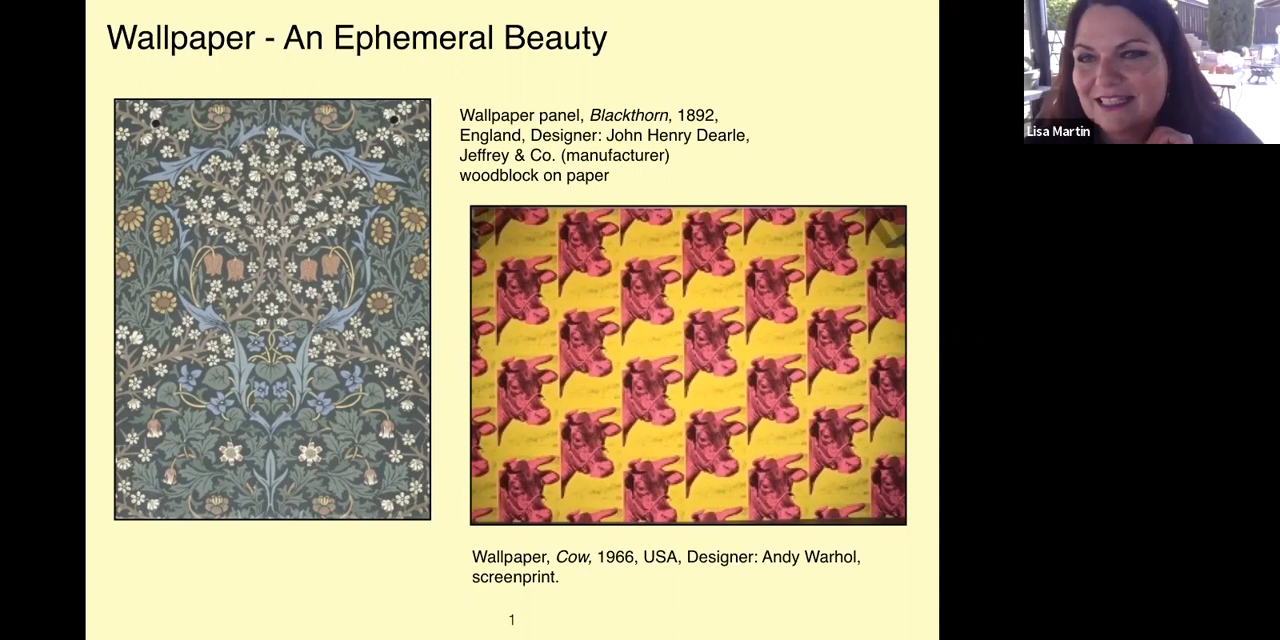 Wallpaper - An Ephemeral Beauty
Wallpaper panel, Blackthorn, 1892,
England, Designer: John Henry Dearle,
Jeffrey & Co. (manufacturer)
woodblock on paper
Wallpaper, Cow, 1966, USA, Designer: Andy Warhol,
screenprint.
1
Lisa Martin